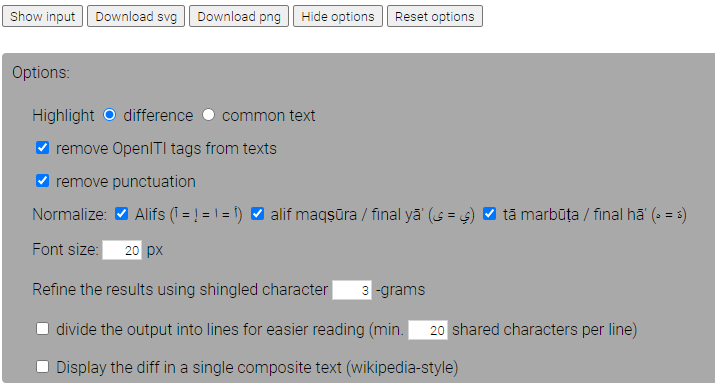 Show input Download svg Download png Hide options Reset options
Options:
Highlight difference common text
remove OpenITI tags from texts
remove punctuation
Normalize: Alifs (أ = ا = إ = آ) alif maqṣūra / final yāʾ (ي = ى) tā marbūṭa / final hāʾ (ة = ه)
Font size: 20 px
Refine the results using shingled character 3 -grams
divide the output into lines for easier reading (min. 20 shared characters per line)
Display the diff in a single composite text (wikipedia-style)